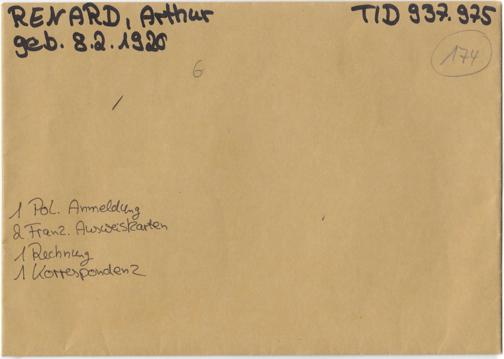 RENARD, Arthur TID 937.975
geb. 8.2.1920
174
6
1 Pol. Anmeldung
2 Franz. Ausweiskarten
1 Rechnung
1 Korrespondenz